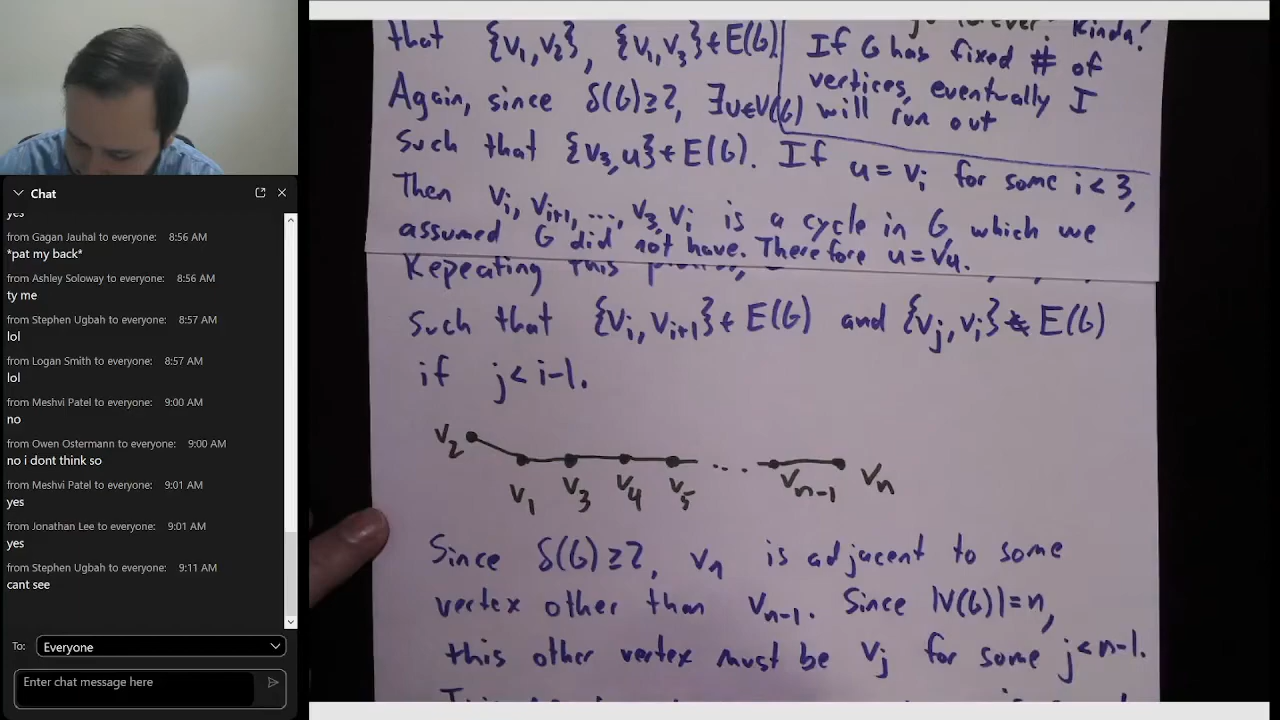 Chat
yes
from Gagan Jauhal to everyone: 8:56 AM
*pat my back*
from Ashley Soloway to everyone: 8:56 AM
ty me
from Stephen Ugbah to everyone: 8:57 AM
lol
from Logan Smith to everyone: 8:57 AM
lol
from Meshvi Patel to everyone: 9:00 AM
no
from Owen Ostermann to everyone: 9:00 AM
no i dont think so
from Meshvi Patel to everyone: 9:01 AM
yes
from Jonathan Lee to everyone: 9:01 AM
yes
from Stephen Ugbah to everyone: 9:11 AM
cant see
To: Everyone
Enter chat message here
forever? Kinda!
If G has fixed # of
vertices, eventually I
will run out
that {v₁,v₂}, {v₁,v₃}∈E(G)
Again, since δ(G)≥2, ∃u∈V(G)
such that {v₃,u}∈E(G). If u=vᵢ for some i<3,
Then vᵢ, vᵢ₊₁, ..., v₃, vᵢ is a cycle in G, which we
assumed G did not have. Therefore u=v₄.
Repeating this
such that {vᵢ, vᵢ₊₁}∈E(G) and {vⱼ, vᵢ}∉E(G)
if j<i-1.
v₂
v₁ v₃ v₄ v₅ ... vₙ₋₁ vₙ
Since δ(G)≥2, vₙ is adjacent to some
vertex other than vₙ₋₁. Since |V(G)|=n,
this other vertex must be vⱼ for some j<n-1.